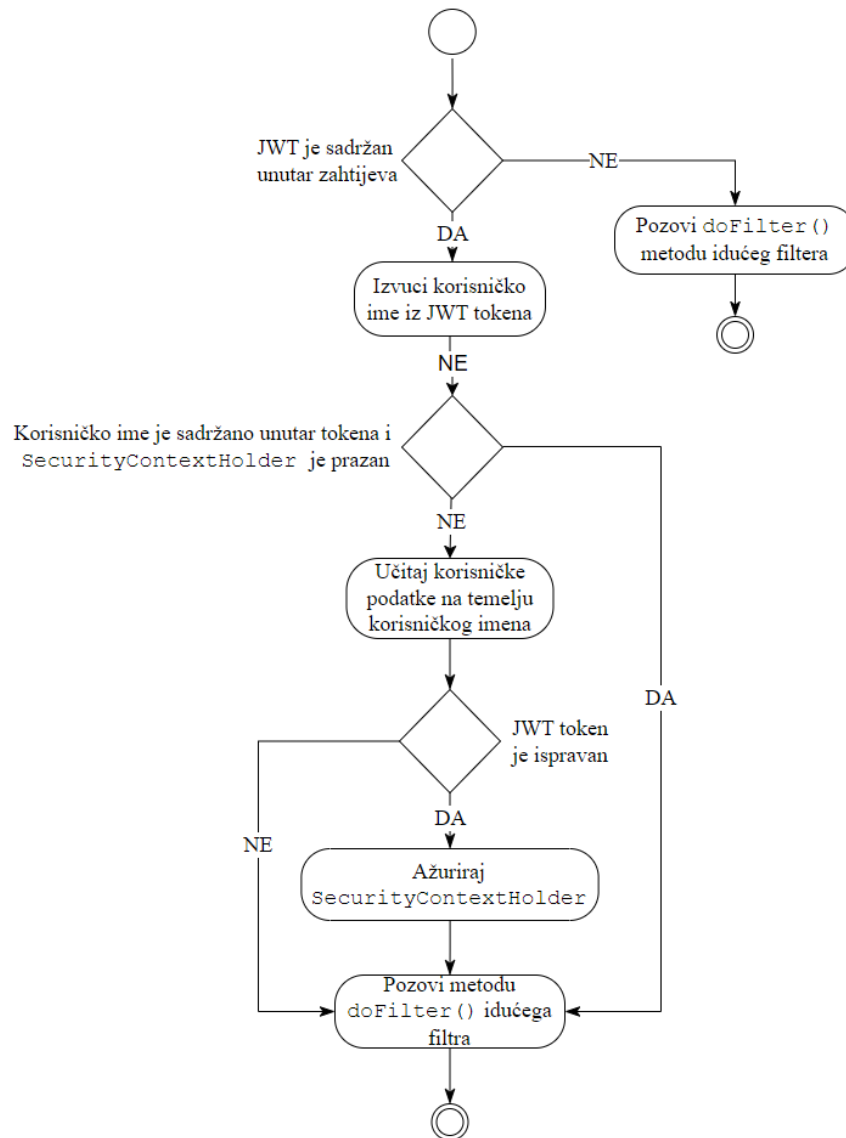 JWT je sadržan
unutar zahtijeva
NE
Pozovi doFilter()
metodu idućeg filtera
DA
Izvuci korisničko
ime iz JWT tokena
NE
Korisničko ime je sadržano unutar tokena i
SecurityContextHolder je prazan
NE
Učitaj korisničke
podatke na temelju
korisničkog imena
DA
JWT token
je ispravan
NE
DA
Ažuriraj
SecurityContextHolder
Pozovi metodu
doFilter() idućega
filtra